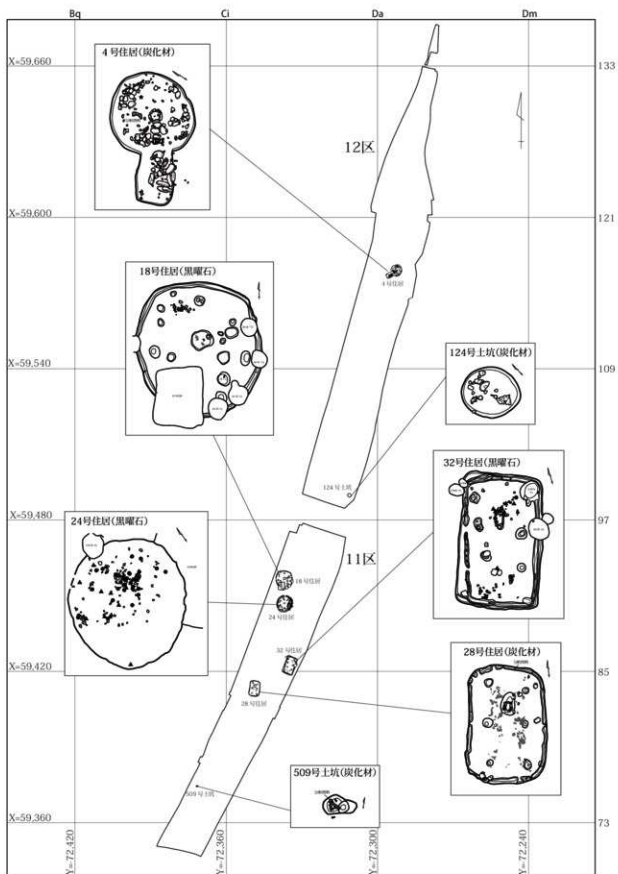 Bq
Ci
Da
Dm
X=59,660
133
4号住居(炭化材)
12区
X=59,600
121
4号住居
18号住居(黒曜石)
X=59,540
109
124号土坑(炭化材)
32号住居(黒曜石)
124号土坑
X=59,480
97
24号住居(黒曜石)
11区
18号住居
24号住居
32号住居
X=59,420
85
28号住居(炭化材)
28号住居
509号土坑(炭化材)
509号土坑
X=59,360
73
Y=-72,420
Y=-72,360
Y=-72,300
Y=-72,240